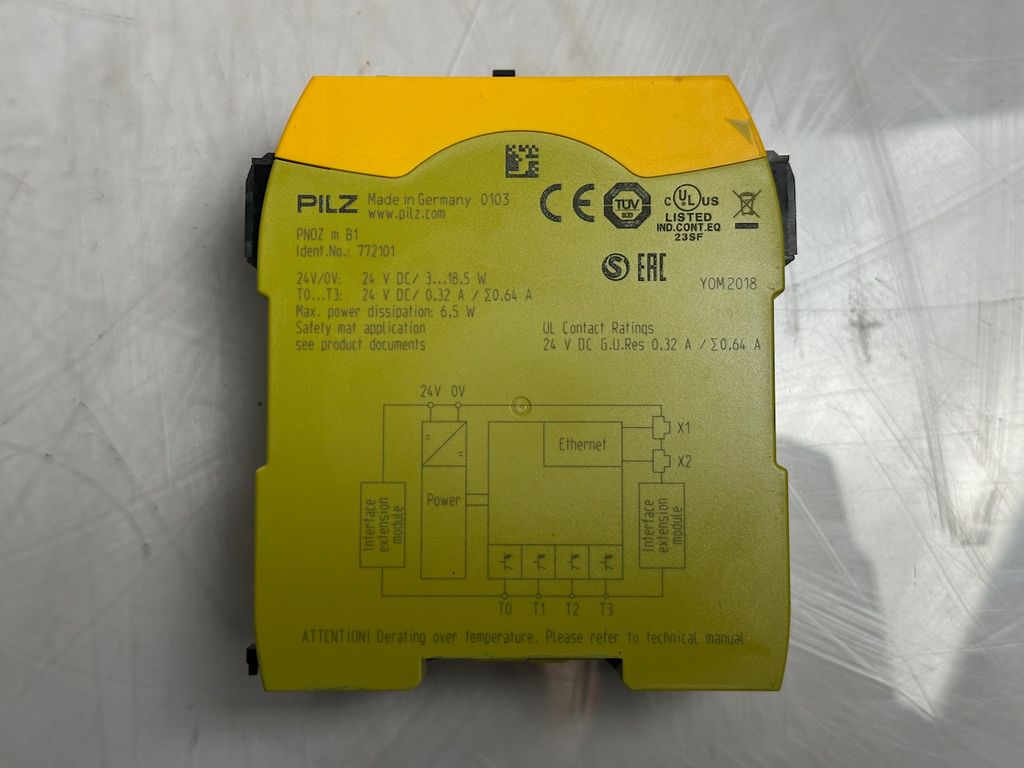 PILZ Made in Germany 0103
www.pilz.com
PNOZ m B1
Ident.No.: 772101
CE
TÜV
SÜD
c UL US
LISTED
IND.CONT.EQ
23SF
S EAC
YOM 2018
24V/0V: 24 V DC/ 3...18,5 W
T0...T3: 24 V DC/ 0,32 A / Σ0,64 A
Max. power dissipation: 6,5 W
Safety mat application
see product documents
UL Contact Ratings
24 V DC G.U.Res 0,32 A / Σ0,64 A
24V 0V
Ethernet
X1
X2
Power
Interface
extension
module
Interface
extension
module
T0 T1 T2 T3
ATTENTION! Derating over temperature. Please refer to technical manual